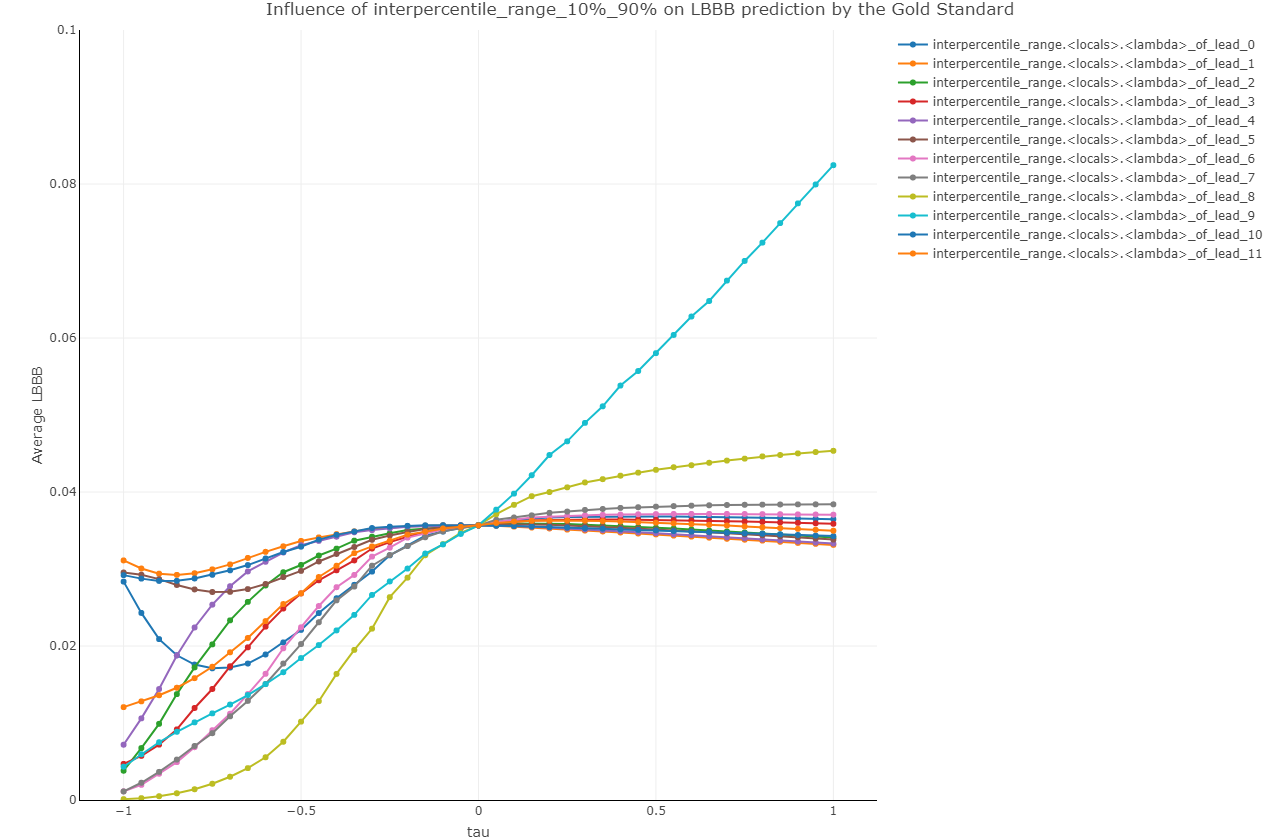 Influence of interpercentile_range_10%_90% on LBBB prediction by the Gold Standard
0.1
0.08
0.06
0.04
0.02
0
Average LBBB
−1
−0.5
0
0.5
1
tau
interpercentile_range.<locals>.<lambda>_of_lead_0
interpercentile_range.<locals>.<lambda>_of_lead_1
interpercentile_range.<locals>.<lambda>_of_lead_2
interpercentile_range.<locals>.<lambda>_of_lead_3
interpercentile_range.<locals>.<lambda>_of_lead_4
interpercentile_range.<locals>.<lambda>_of_lead_5
interpercentile_range.<locals>.<lambda>_of_lead_6
interpercentile_range.<locals>.<lambda>_of_lead_7
interpercentile_range.<locals>.<lambda>_of_lead_8
interpercentile_range.<locals>.<lambda>_of_lead_9
interpercentile_range.<locals>.<lambda>_of_lead_10
interpercentile_range.<locals>.<lambda>_of_lead_11